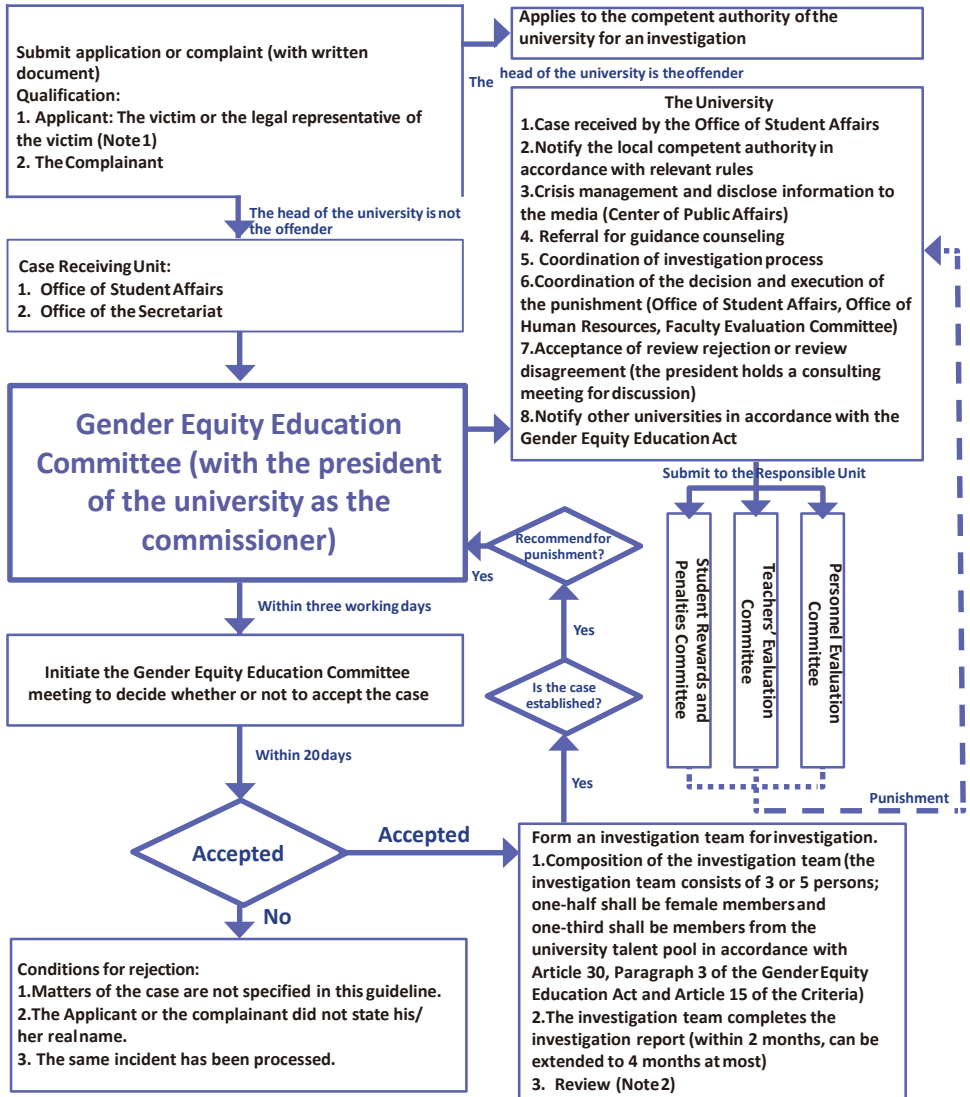 Submit application or complaint (with written
document)
Qualification:
1. Applicant: The victim or the legal representative of
the victim (Note 1)
2. The Complainant
Applies to the competent authority of the
university for an investigation
The head of the university is the offender
The head of the university is not
the offender
Case Receiving Unit:
1. Office of Student Affairs
2. Office of the Secretariat
The University
1.Case received by the Office of Student Affairs
2.Notify the local competent authority in
accordance with relevant rules
3.Crisis management and disclose information to
the media (Center of Public Affairs)
4. Referral for guidance counseling
5. Coordination of investigation process
6.Coordination of the decision and execution of
the punishment (Office of Student Affairs, Office of
Human Resources, Faculty Evaluation Committee)
7.Acceptance of review rejection or review
disagreement (the president holds a consulting
meeting for discussion)
8.Notify other universities in accordance with the
Gender Equity Education Act
Gender Equity Education
Committee (with the president
of the university as the
commissioner)
Submit to the Responsible Unit
Student Rewards and
Penalties Committee
Teachers' Evaluation
Committee
Personnel Evaluation
Committee
Punishment
Recommend for
punishment?
Yes
Yes
Is the case
established?
Yes
Within three working days
Initiate the Gender Equity Education Committee
meeting to decide whether or not to accept the case
Within 20 days
Accepted
Accepted
No
Conditions for rejection:
1.Matters of the case are not specified in this guideline.
2.The Applicant or the complainant did not state his/
her real name.
3. The same incident has been processed.
Form an investigation team for investigation.
1.Composition of the investigation team (the
investigation team consists of 3 or 5 persons;
one-half shall be female members and
one-third shall be members from the
university talent pool in accordance with
Article 30, Paragraph 3 of the Gender Equity
Education Act and Article 15 of the Criteria)
2.The investigation team completes the
investigation report (within 2 months, can be
extended to 4 months at most)
3. Review (Note 2)